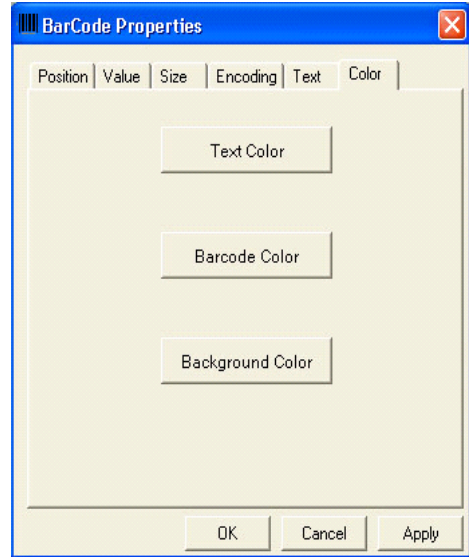 BarCode Properties
Position Value Size Encoding Text Color
Text Color
Barcode Color
Background Color
OK Cancel Apply